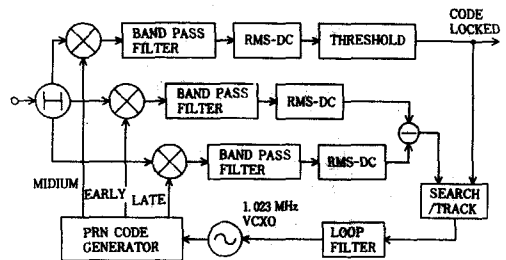 CODE
LOCKED
BAND PASS
FILTER
RMS-DC
THRESHOLD
BAND PASS
FILTER
RMS-DC
BAND PASS
FILTER
RMS-DC
MIDIUM
EARLY
LATE
1.023 MHz
VCXO
SEARCH
/TRACK
PRN CODE
GENERATOR
LOOP
FILTER